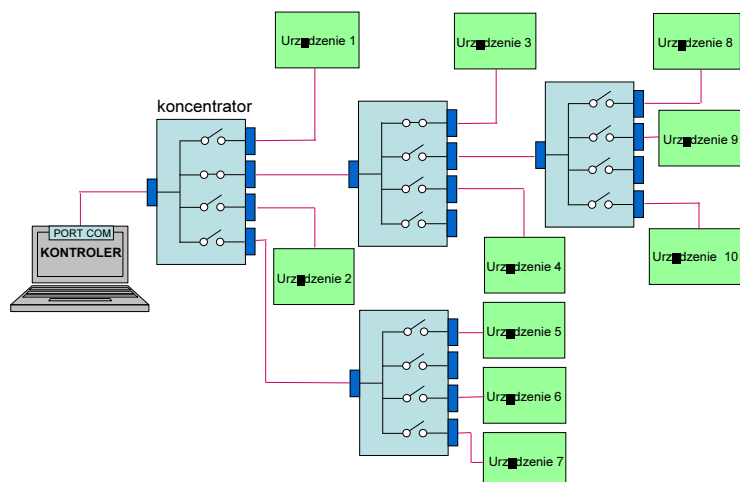 Urz■dzenie 1
Urz■dzenie 3
Urz■dzenie 8
koncentrator
Urz■dzenie 9
PORT COM
KONTROLER
Urz■dzenie 2
Urz■dzenie 4
Urz■dzenie 10
Urz■dzenie 5
Urz■dzenie 6
Urz■dzenie 7